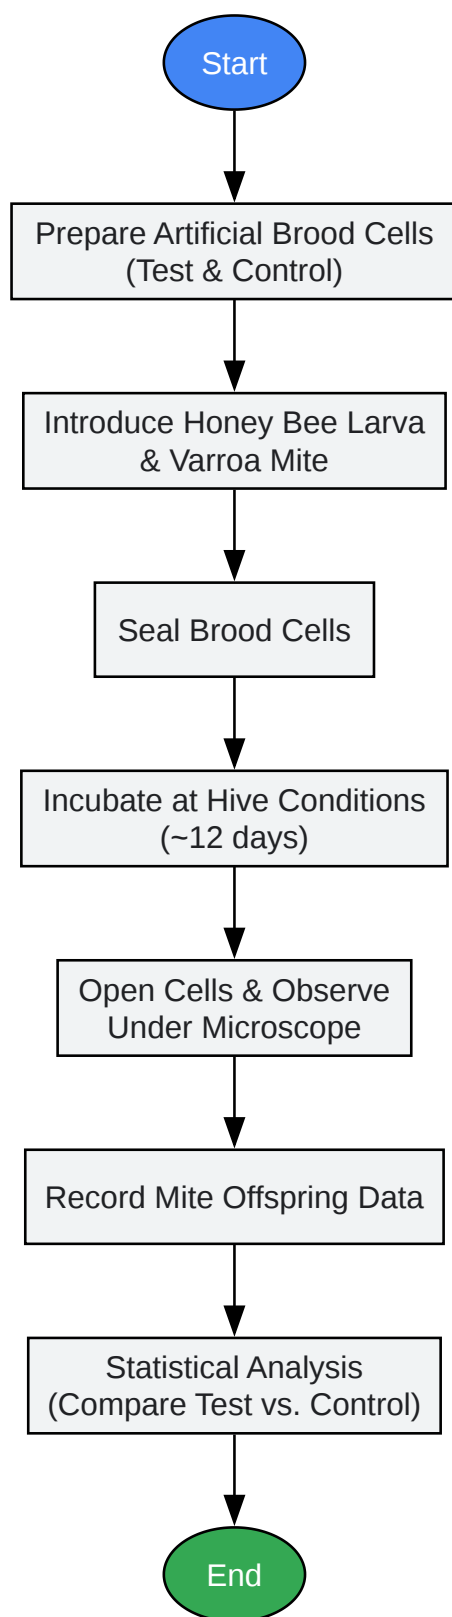 Start
Prepare Artificial Brood Cells
(Test & Control)
Introduce Honey Bee Larva
& Varroa Mite
Seal Brood Cells
Incubate at Hive Conditions
(~12 days)
Open Cells & Observe
Under Microscope
Record Mite Offspring Data
Statistical Analysis
(Compare Test vs. Control)
End